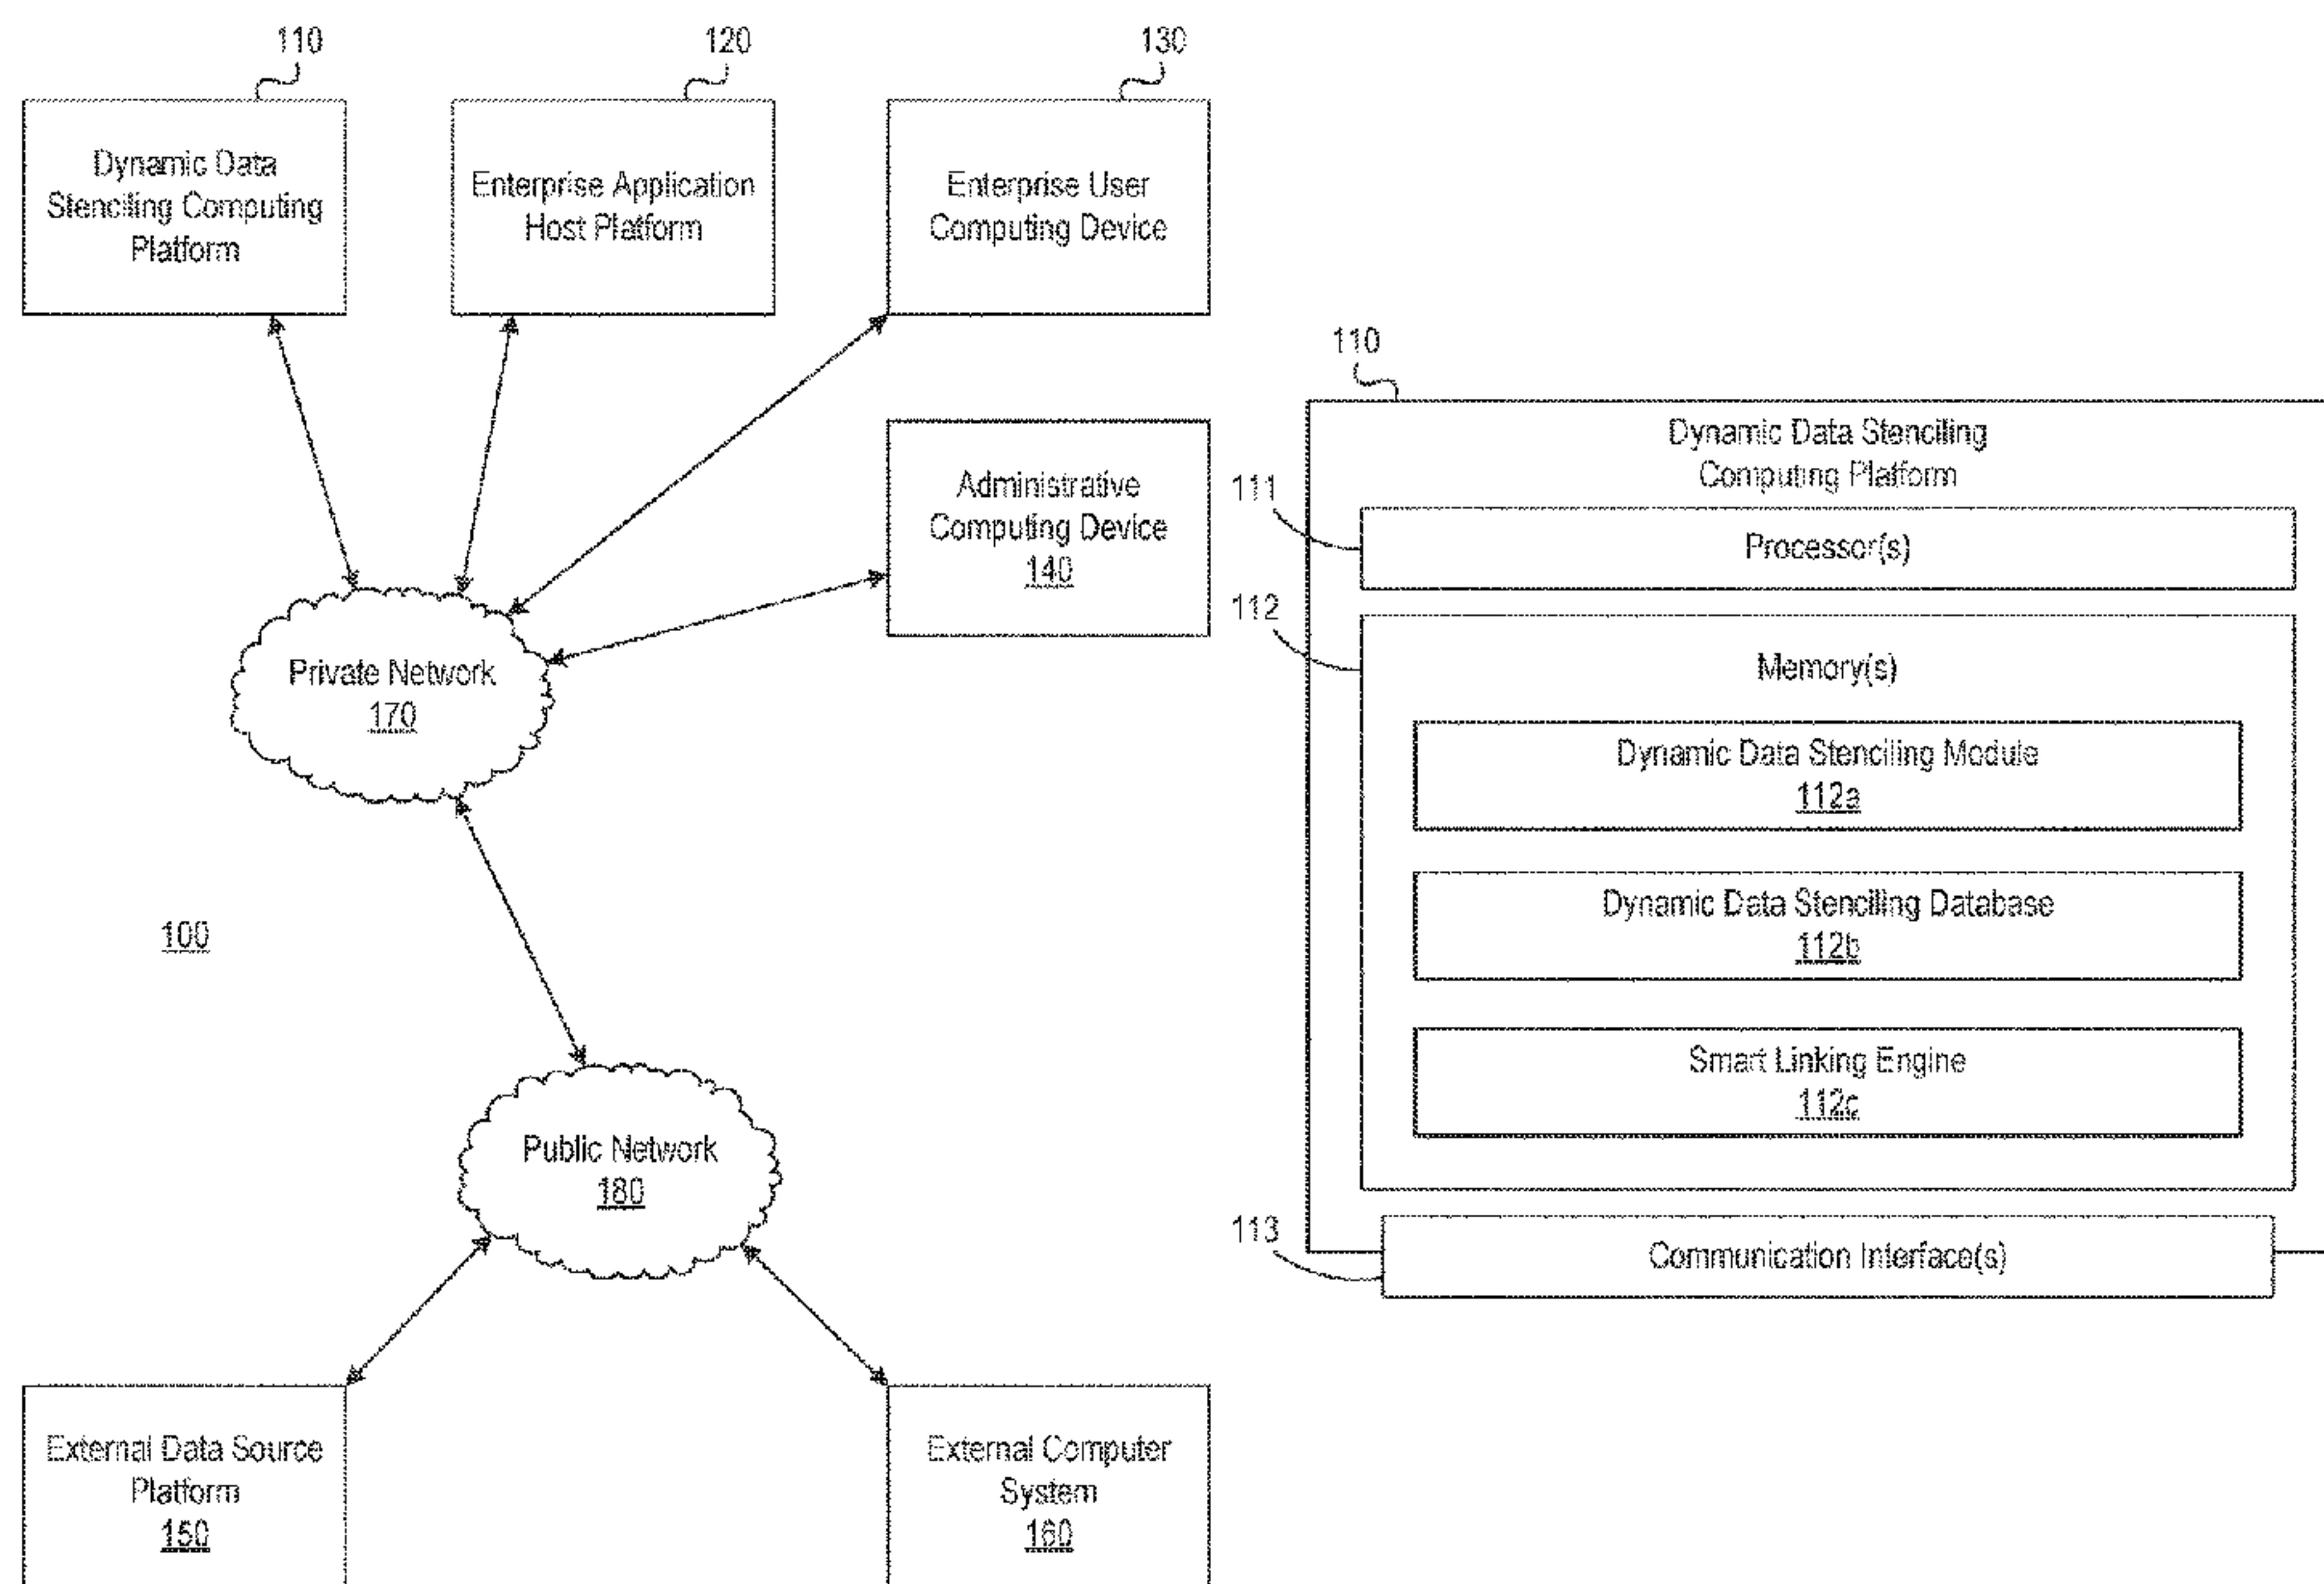 110
120
130
Dynamic Data
Stenciling Computing
Platform
Enterprise Application
Host Platform
Enterprise User
Computing Device
Administrative
Computing Device
140
Private Network
170
100
Public Network
180
External Data Source
Platform
150
External Computer
System
160
110
Dynamic Data Stenciling
Computing Platform
111
Processor(s)
112
Memory(s)
Dynamic Data Stenciling Module
112a
Dynamic Data Stenciling Database
112b
Smart Linking Engine
112c
113
Communication Interface(s)